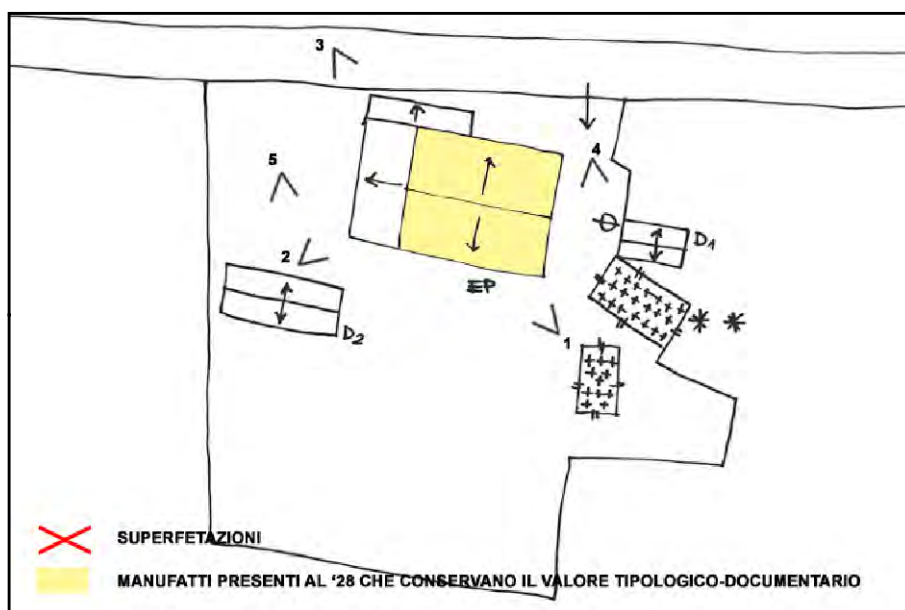 3
5
4
D1
2
EP
D2
1
SUPERFETAZIONI
MANUFATTI PRESENTI AL '28 CHE CONSERVANO IL VALORE TIPOLOGICO-DOCUMENTARIO